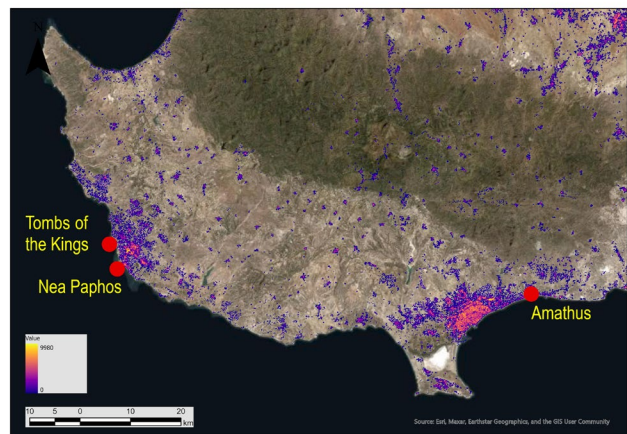 Tombs of
the Kings
Nea Paphos
Amathus
Value
9980
0
10 5 0 10 20
km
Source: Esri, Maxar, Earthstar Geographics, and the GIS User Community